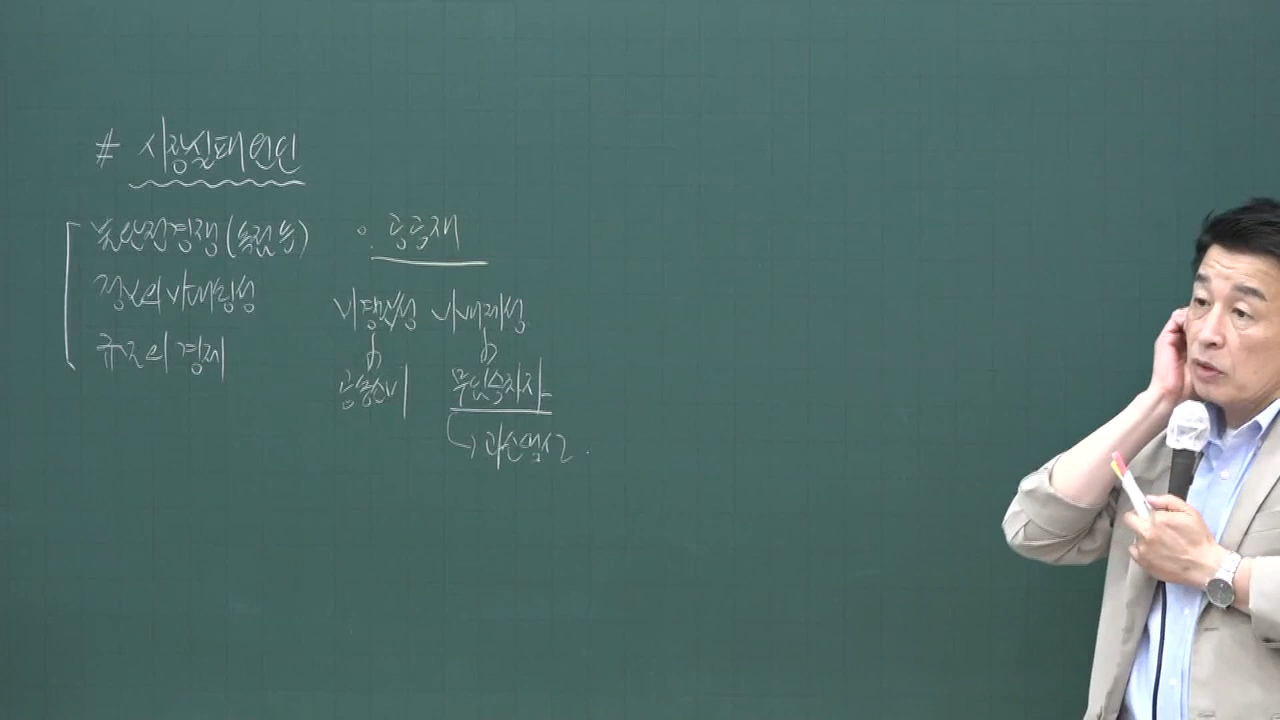 # 시장실패 원인
불완전경쟁(독점 등)
정보의 비대칭성
규모의 경제
o. 공공재
비경합성 비배제성
공동소비 무임승차자
↳ 과소생산.